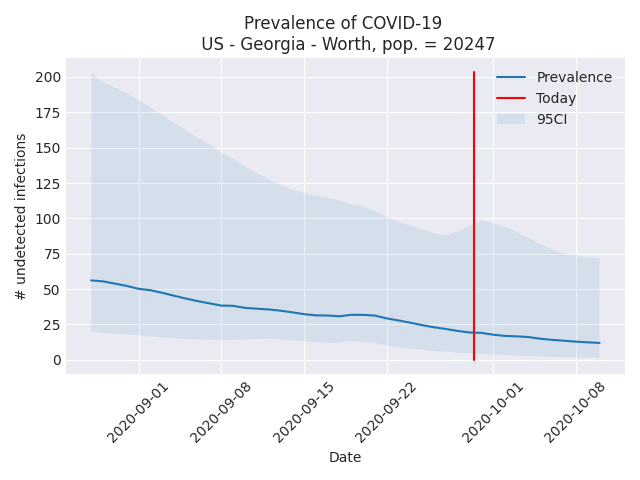 Prevalence of COVID-19
US - Georgia - Worth, pop. = 20247
Prevalence
Today
95CI
# undetected infections
200
175
150
125
100
75
50
25
0
2020-09-01
2020-09-08
2020-09-15
2020-09-22
2020-10-01
2020-10-08
Date